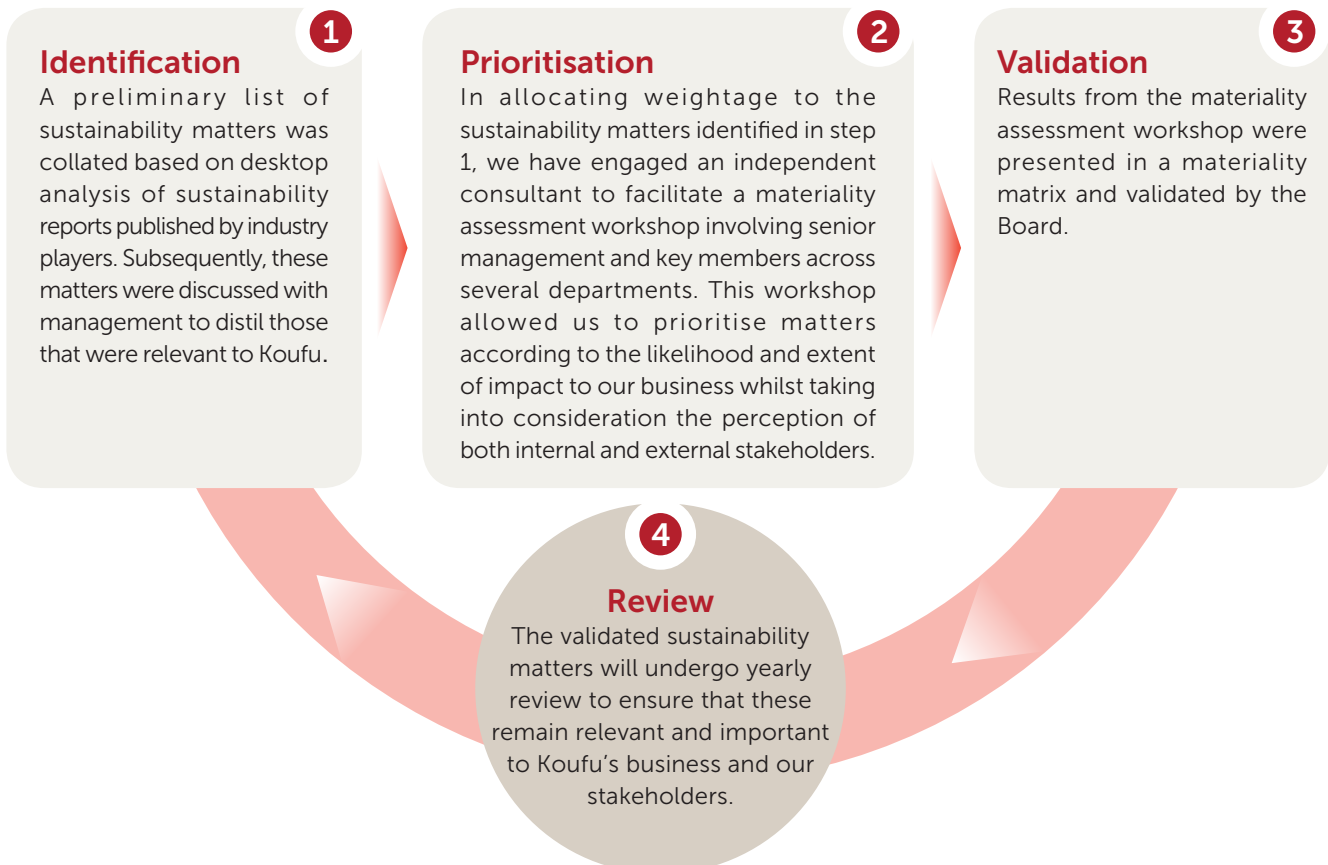 1
Identification
A preliminary list of
sustainability matters was
collated based on desktop
analysis of sustainability
reports published by industry
players. Subsequently, these
matters were discussed with
management to distil those
that were relevant to Koufu.
2
Prioritisation
In allocating weightage to the
sustainability matters identified in step
1, we have engaged an independent
consultant to facilitate a materiality
assessment workshop involving senior
management and key members across
several departments. This workshop
allowed us to prioritise matters
according to the likelihood and extent
of impact to our business whilst taking
into consideration the perception of
both internal and external stakeholders.
3
Validation
Results from the materiality
assessment workshop were
presented in a materiality
matrix and validated by the
Board.
4
Review
The validated sustainability
matters will undergo yearly
review to ensure that these
remain relevant and important
to Koufu’s business and our
stakeholders.